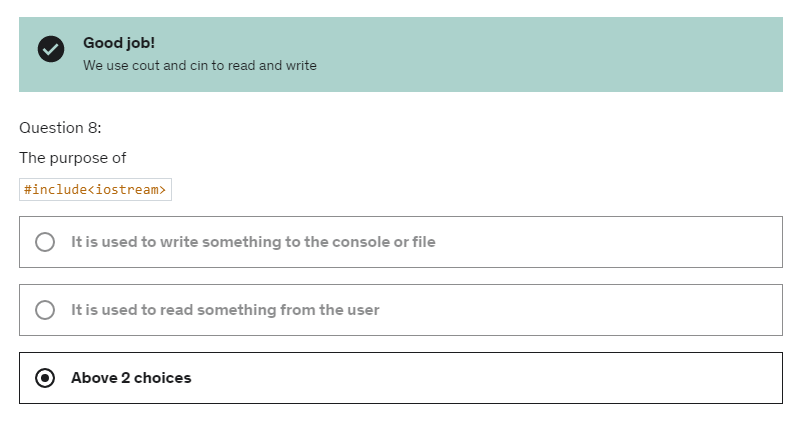 Good job!
We use cout and cin to read and write
Question 8:
The purpose of
#include<iostream>
It is used to write something to the console or file
It is used to read something from the user
Above 2 choices